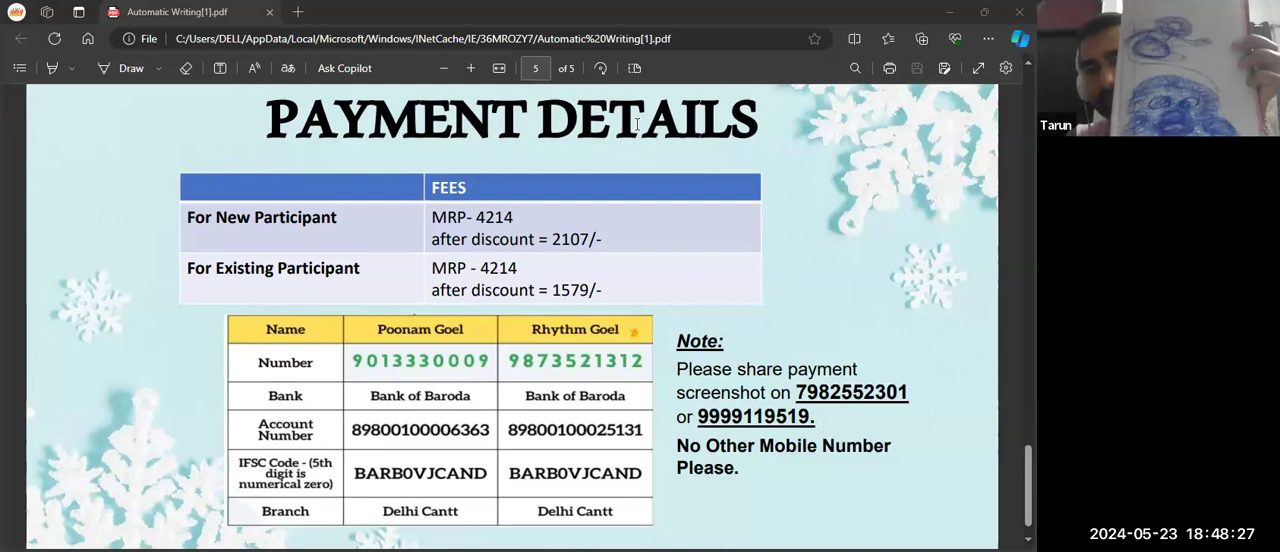 Automatic Writing[1].pdf
File
C:/Users/DELL/AppData/Local/Microsoft/Windows/INetCache/IE/36MROZY7/Automatic%20Writing[1].pdf
Draw
Ask Copilot
5 of 5
Tarun
PAYMENT DETAILS
FEES
For New Participant
MRP- 4214
after discount = 2107/-
For Existing Participant
MRP - 4214
after discount = 1579/-
Name Poonam Goel Rhythm Goel
Number 9013330009 9873521312
Bank Bank of Baroda Bank of Baroda
Account
Number
89800100006363 89800100025131
IFSC Code - (5th
digit is
numerical zero)
BARB0VJCAND BARB0VJCAND
Branch Delhi Cantt Delhi Cantt
Note:
Please share payment
screenshot on 7982552301
or 9999119519.
No Other Mobile Number
Please.
2024-05-23 18:48:27